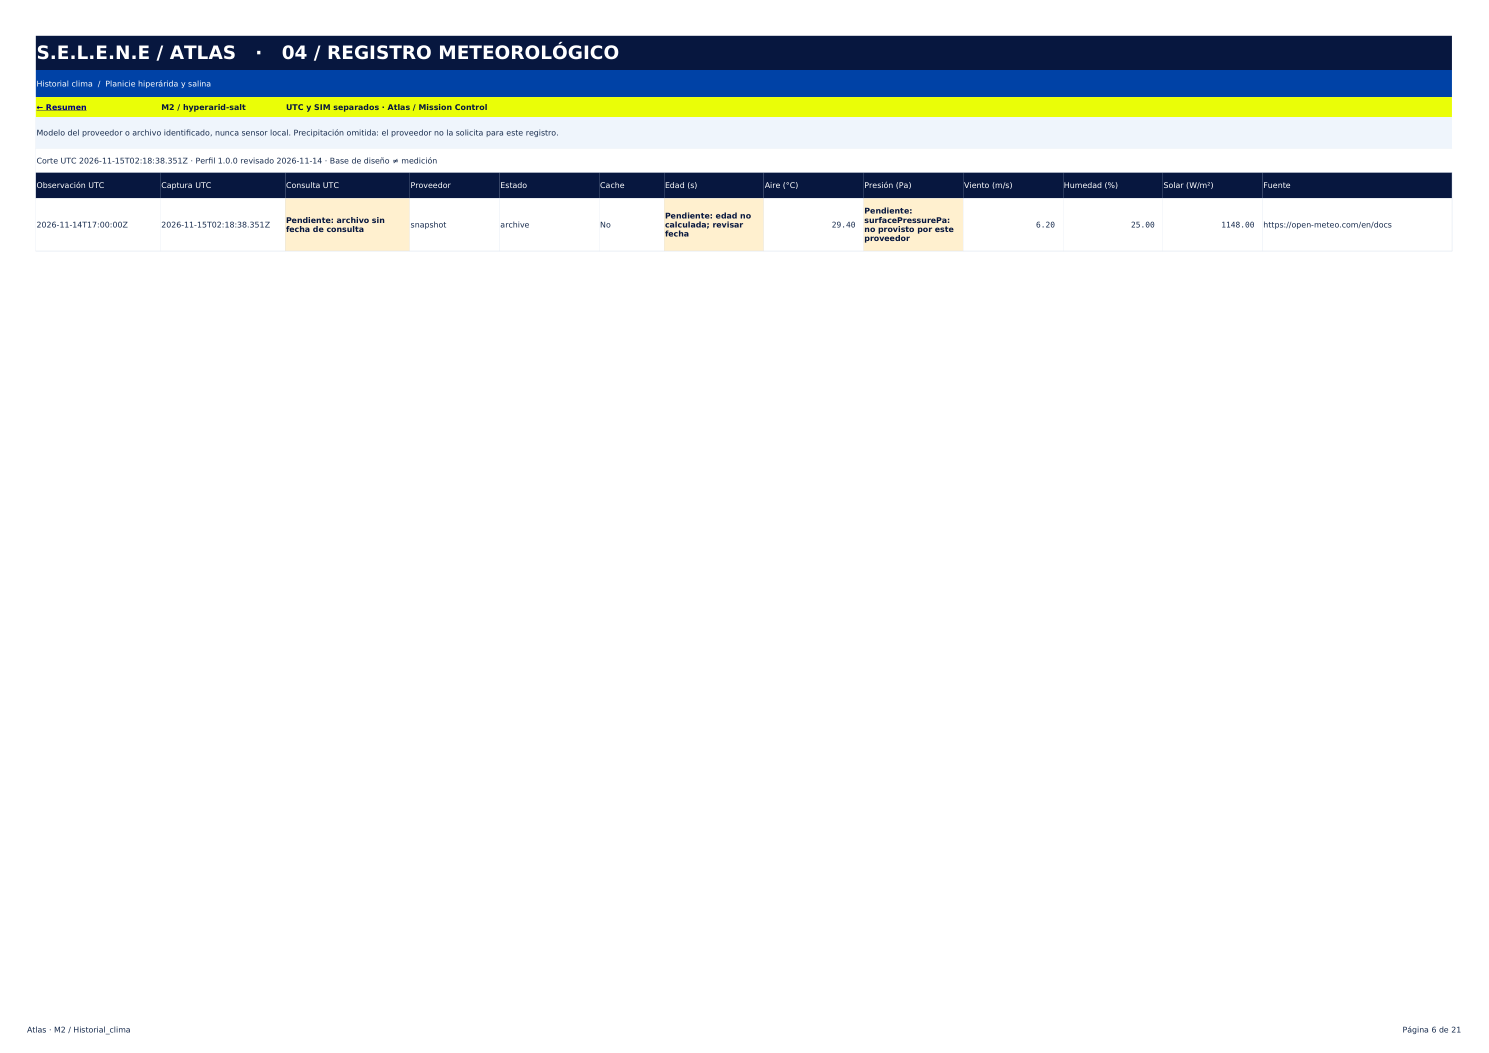 S.E.L.E.N.E / ATLAS · 04 / REGISTRO METEOROLÓGICO
Historial clima / Planicie hiperárida y salina
← Resumen M2 / hyperarid-salt UTC y SIM separados · Atlas / Mission Control
Modelo del proveedor o archivo identificado, nunca sensor local. Precipitación omitida: el proveedor no la solicita para este registro.
Corte UTC 2026-11-15T02:18:38.351Z · Perfil 1.0.0 revisado 2026-11-14 · Base de diseño ≠ medición
Observación UTC Captura UTC Consulta UTC Proveedor Estado Cache Edad (s) Aire (°C) Presión (Pa) Viento (m/s) Humedad (%) Solar (W/m²) Fuente
2026-11-14T17:00:00Z
2026-11-15T02:18:38.351Z
Pendiente: archivo sin
fecha de consulta
snapshot
archive
No
Pendiente: edad no
calculada; revisar
fecha
29.40
Pendiente:
surfacePressurePa:
no provisto por este
proveedor
6.20
25.00
1148.00
https://open-meteo.com/en/docs
Atlas · M2 / Historial_clima
Página 6 de 21